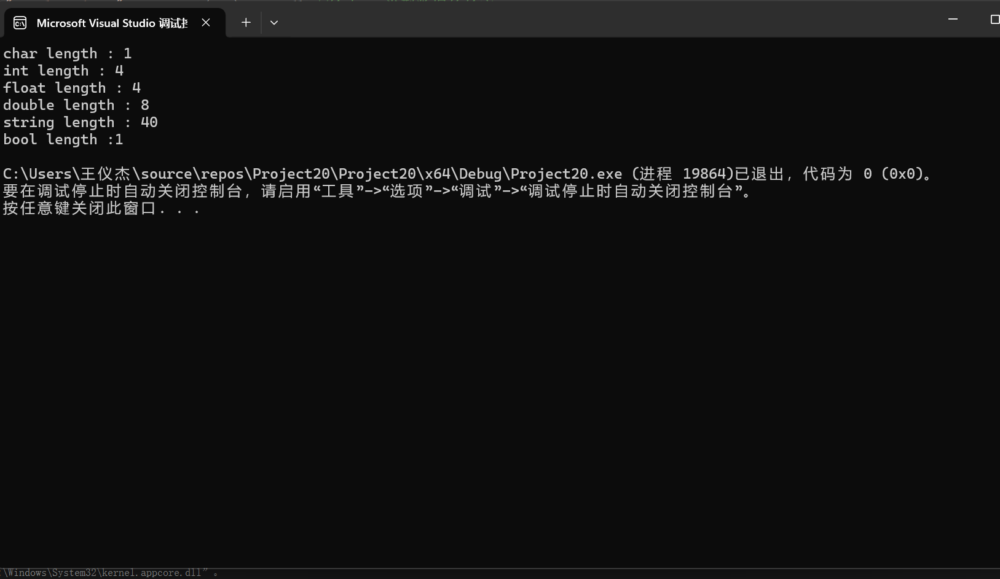 Microsoft Visual Studio 调试
char length : 1
int length : 4
float length : 4
double length : 8
string length : 40
bool length :1
C:\Users\王仪杰\source\repos\Project20\Project20\x64\Debug\Project20.exe (进程 19864)已退出，代码为 0 (0x0)。
要在调试停止时自动关闭控制台，请启用“工具”->“选项”->“调试”->“调试停止时自动关闭控制台”。
按任意键关闭此窗口. . .
:\Windows\System32\kernel.appcore.dll”。